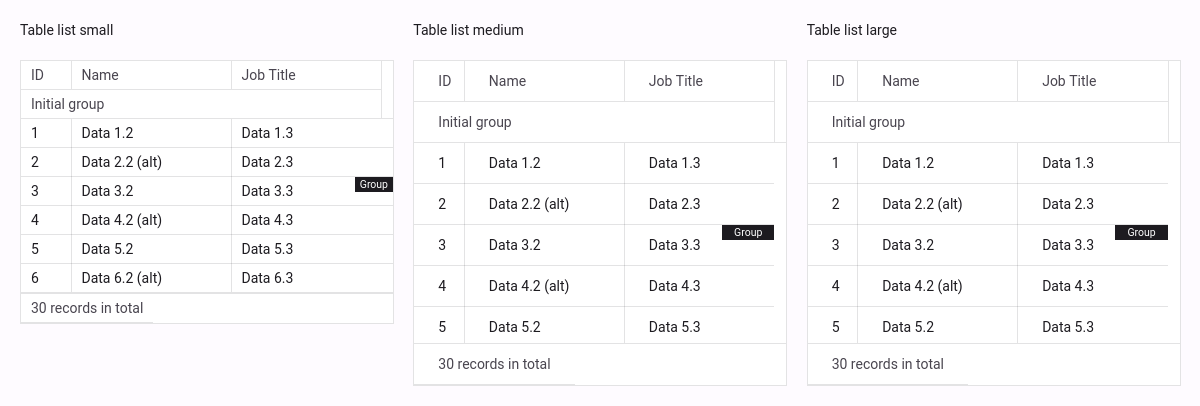 Table list small
ID Name Job Title
Initial group
1 Data 1.2 Data 1.3
2 Data 2.2 (alt) Data 2.3
Group
3 Data 3.2 Data 3.3
4 Data 4.2 (alt) Data 4.3
5 Data 5.2 Data 5.3
6 Data 6.2 (alt) Data 6.3
30 records in total
Table list medium
ID Name Job Title
Initial group
1 Data 1.2 Data 1.3
2 Data 2.2 (alt) Data 2.3
Group
3 Data 3.2 Data 3.3
4 Data 4.2 (alt) Data 4.3
5 Data 5.2 Data 5.3
30 records in total
Table list large
ID Name Job Title
Initial group
1 Data 1.2 Data 1.3
2 Data 2.2 (alt) Data 2.3
Group
3 Data 3.2 Data 3.3
4 Data 4.2 (alt) Data 4.3
5 Data 5.2 Data 5.3
30 records in total